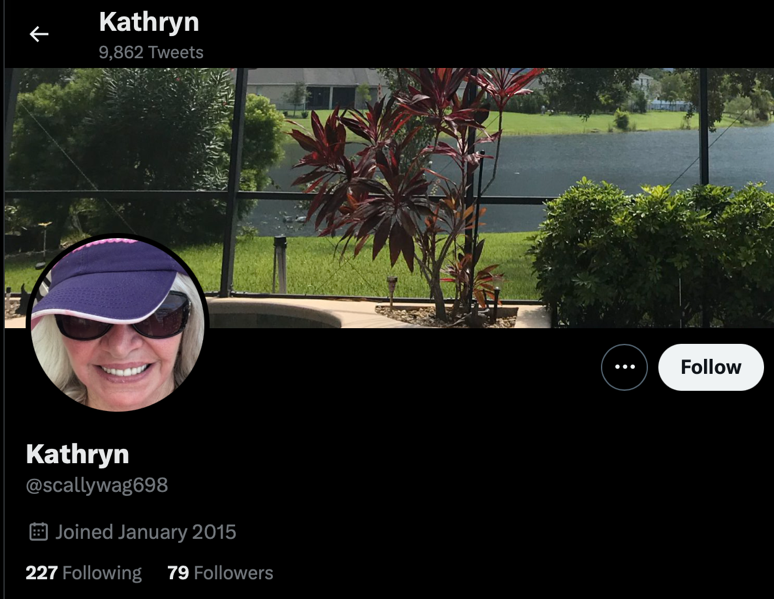 Kathryn
9,862 Tweets
Follow
Kathryn
@scallywag698
Joined January 2015
227 Following 79 Followers